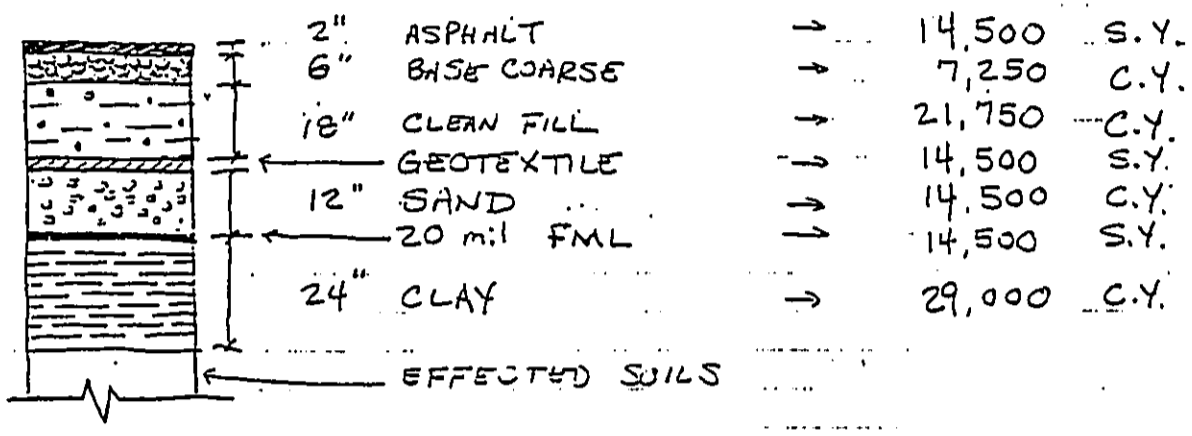 2" ASPHALT → 14,500 S.Y.
6" BASE COARSE → 7,250 C.Y.
18" CLEAN FILL → 21,750 C.Y.
GEOTEXTILE → 14,500 S.Y.
12" SAND → 14,500 C.Y.
20 mil FML → 14,500 S.Y.
24" CLAY → 29,000 C.Y.
EFFECTED SOILS